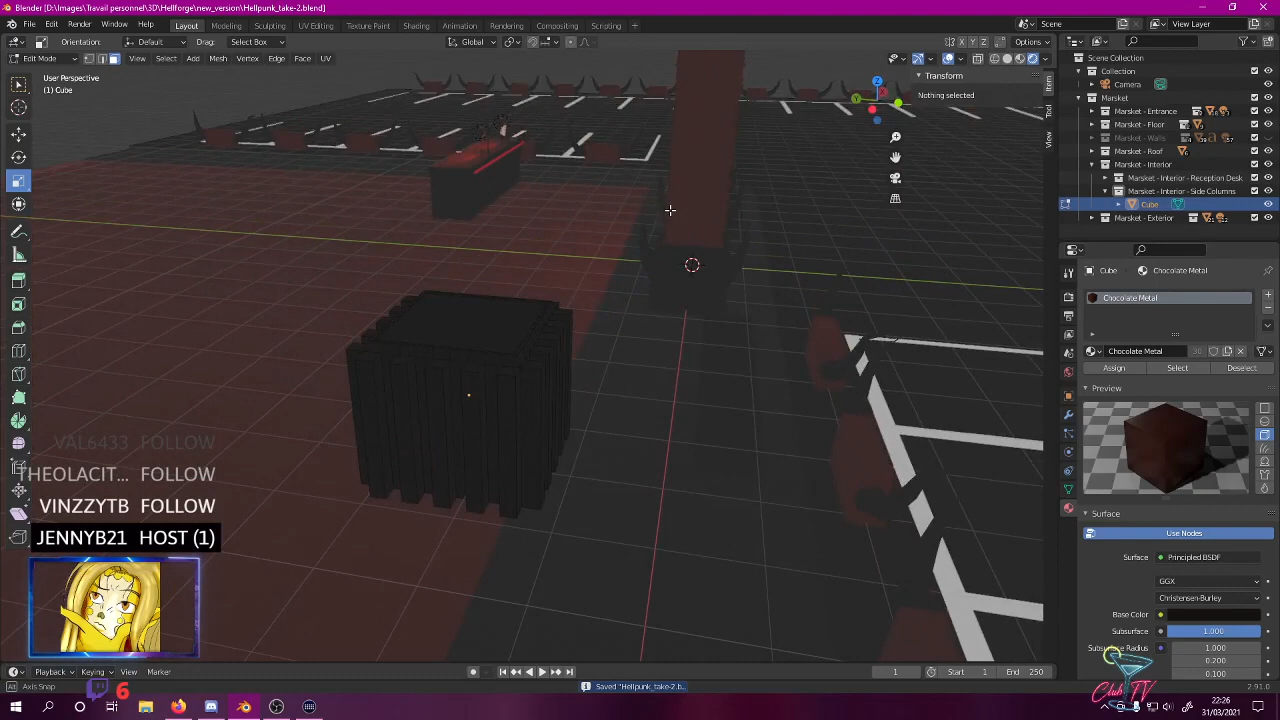 Blender [D:\Images\Travail personnel\3D\Hellforge\new_version\Hellpunk_take-2.blend]
File Edit Render Window Help Layout Modeling Sculpting UV Editing Texture Paint Shading Animation Rendering Compositing Scripting Scene View Layer
Orientation: Default Drag: Select Box Global X Y Z Options
Edit Mode View Select Add Mesh Vertex Edge Face UV
User Perspective
(1) Cube
Transform
Nothing selected
Item
Tool
View
Scene Collection
Collection
Camera
Marsket
Marsket - Entrance
Marsket - Floor
Marsket - Walls
Marsket - Roof
Marsket - Interior
Marsket - Interior - Reception Desk
Marsket - Interior - Side Columns
Cube
Marsket - Exterior
Cube Chocolate Metal
Chocolate Metal
Chocolate Metal 30
Assign Select Deselect
Preview
Surface
Use Nodes
Surface Principled BSDF
GGX
Christensen-Burley
Base Color
Subsurface 1.000
Subsurface Radius 1.000
0.200
0.100
VAL6433 FOLLOW
THEOLACIT... FOLLOW
VINZZYTB FOLLOW
JENNYB21 HOST (1)
Playback Keying View Marker 1 Start 1 End 250
Axis Snap Saved "Hellpunk_take-2.b... 2.91.0
6
Club TV
22:26
31/03/2021